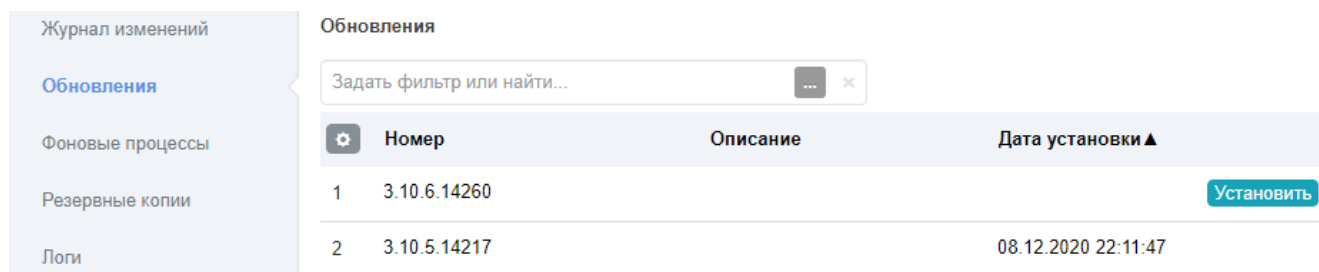 Журнал изменений
Обновления
Фоновые процессы
Резервные копии
Логи
Обновления
Задать фильтр или найти... ... ×
Номер Описание Дата установки▲
1 3.10.6.14260 Установить
2 3.10.5.14217 08.12.2020 22:11:47